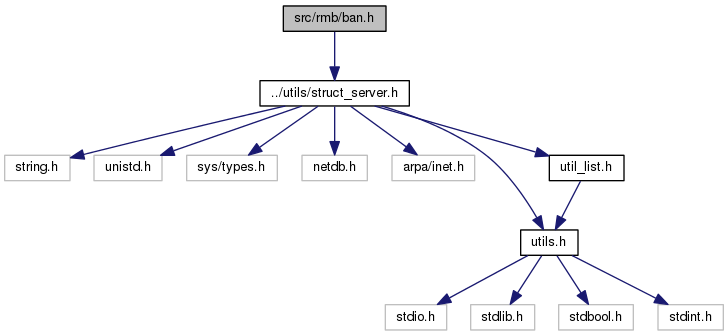 src/rmb/ban.h
../utils/struct_server.h
string.h
unistd.h
sys/types.h
netdb.h
arpa/inet.h
util_list.h
utils.h
stdio.h
stdlib.h
stdbool.h
stdint.h